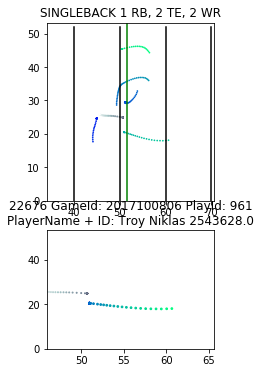 SINGLEBACK 1 RB, 2 TE, 2 WR
50
40
30
20
10
0
40 50 60 70
22676 GameId: 2017100806 PlayId: 961
PlayerName + ID: Troy Niklas 2543628.0
40
20
0
50 55 60 65